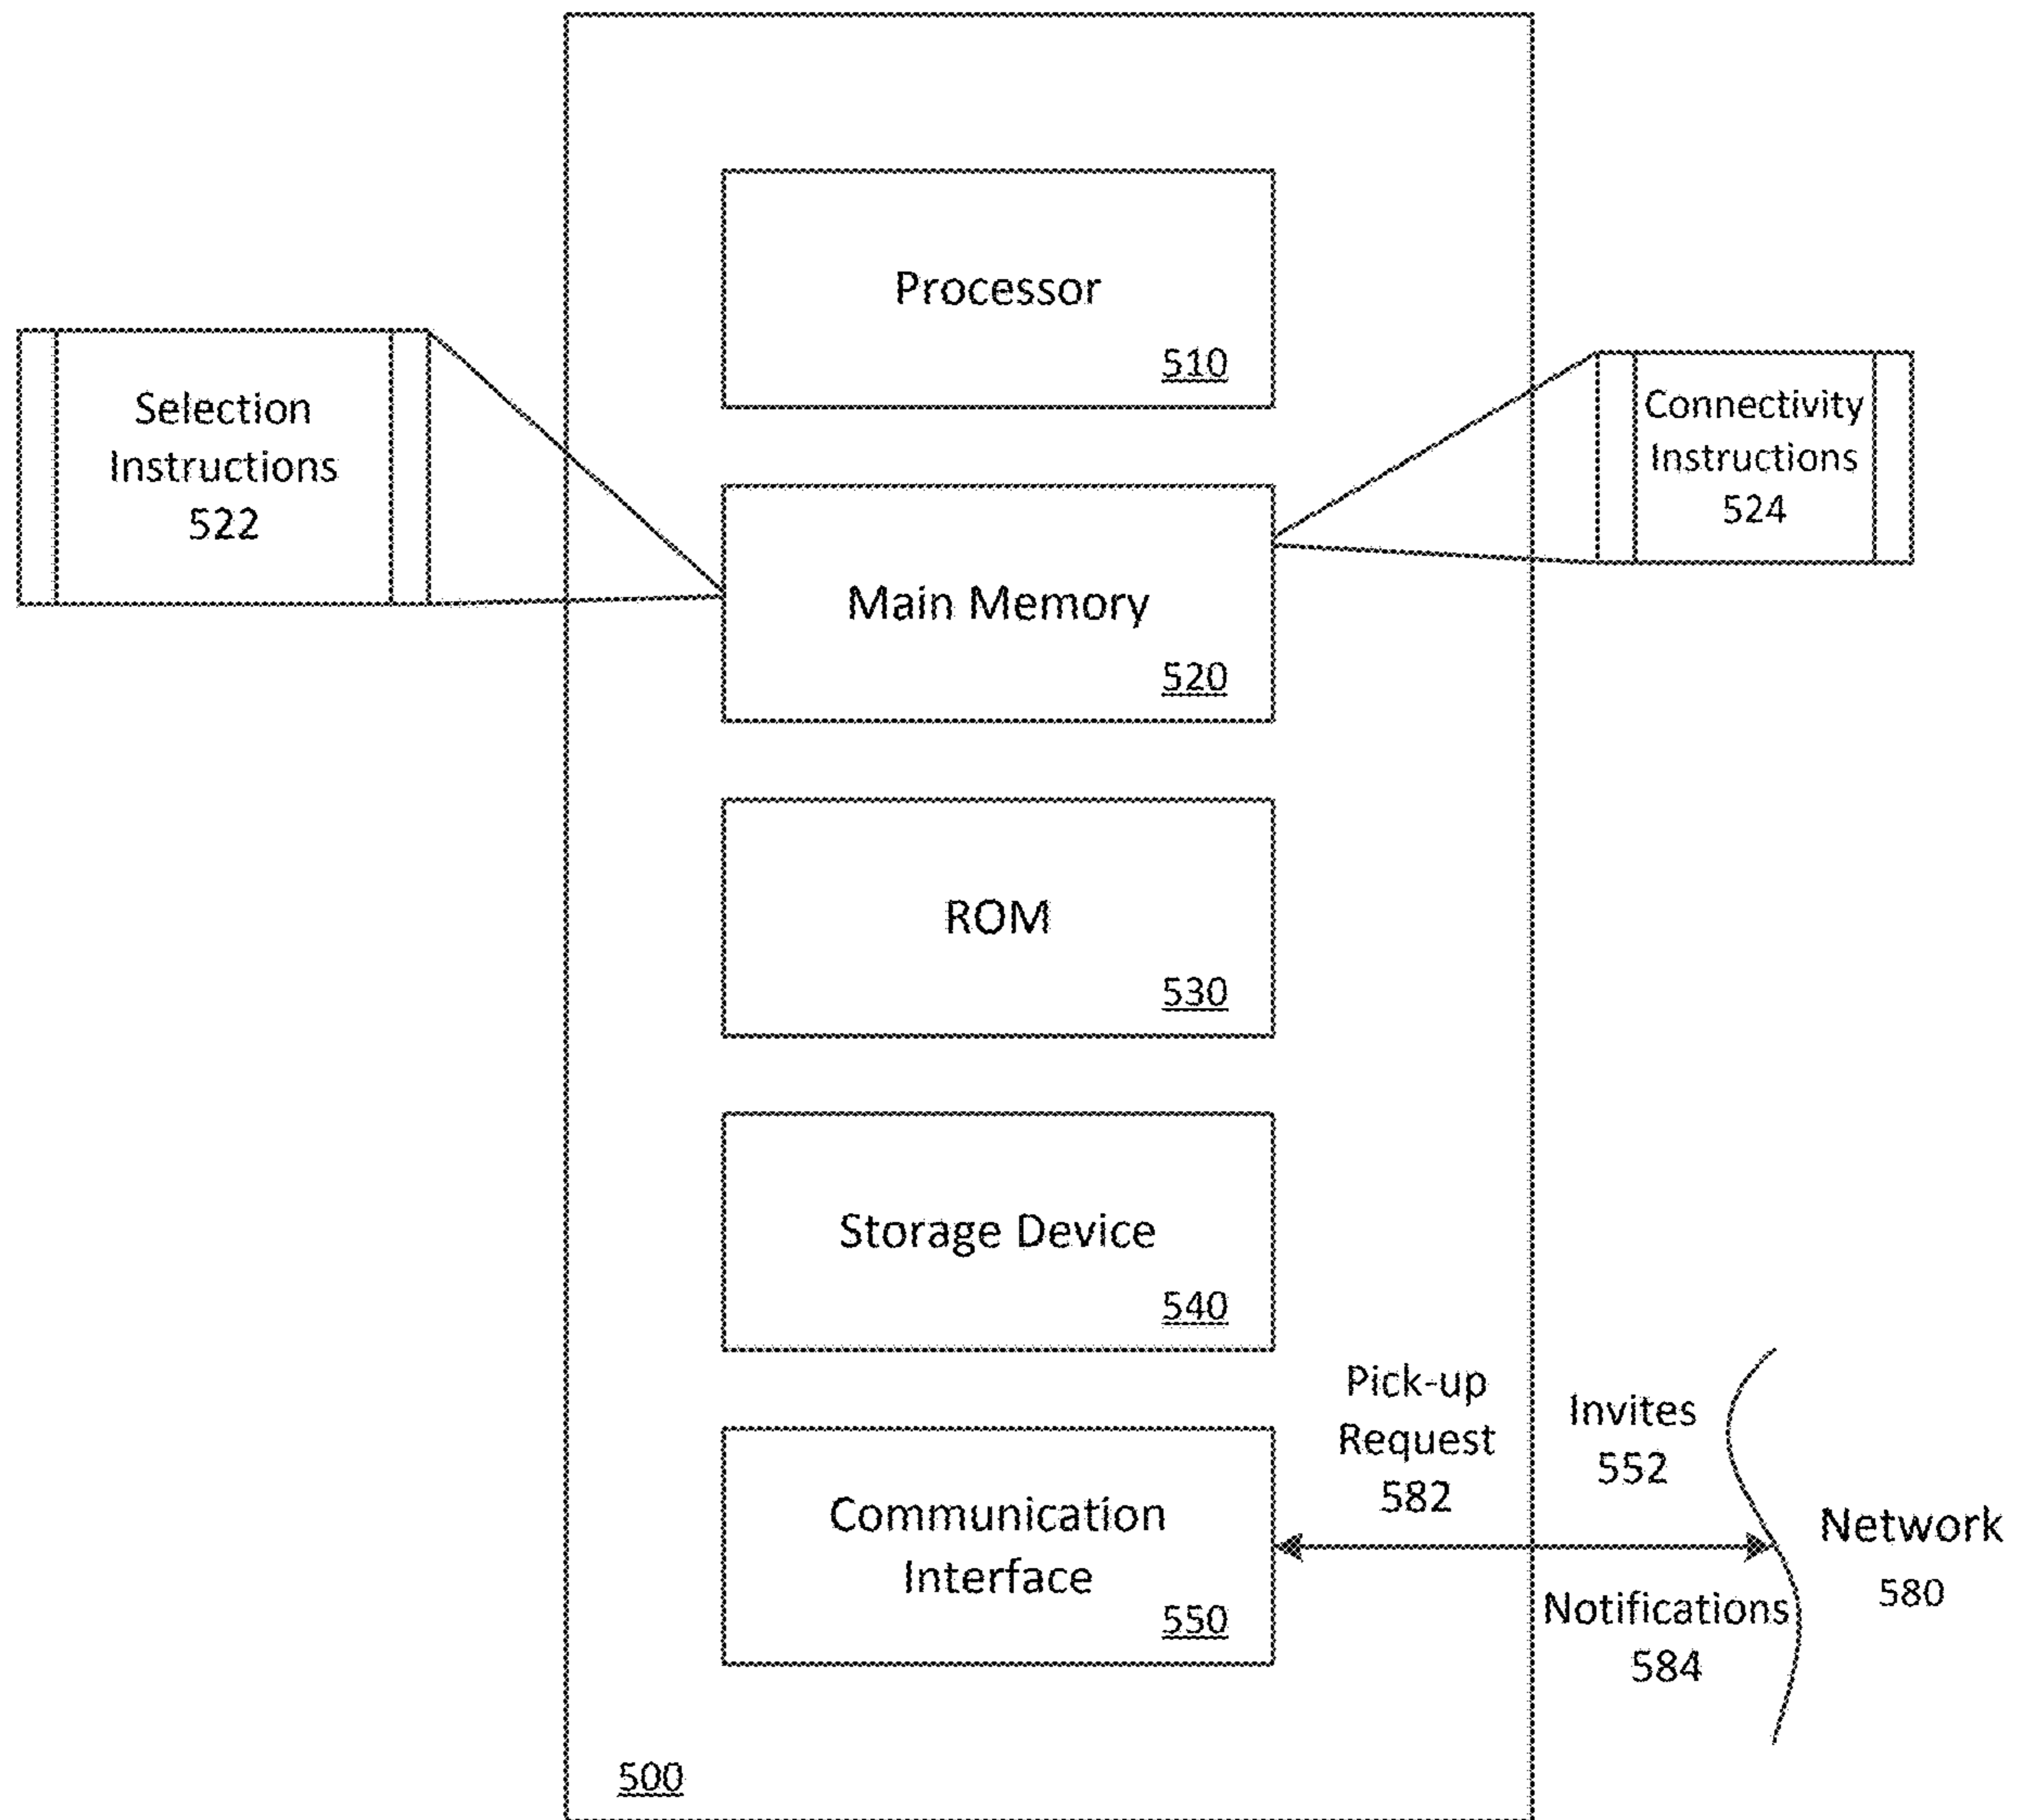 Processor
510
Selection
Instructions
522
Connectivity
Instructions
524
Main Memory
520
ROM
530
Storage Device
540
Pick-up
Request
582
Invites
552
Communication
Interface
550
Network
580
Notifications
584
500